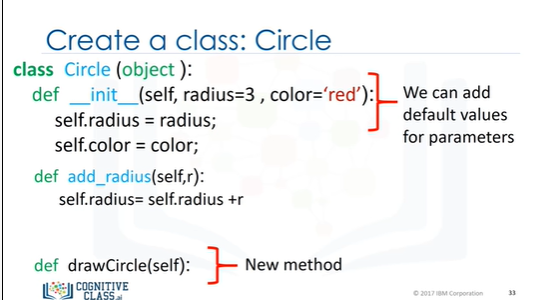 Create a class: Circle
class Circle (object ):
def __init__(self, radius=3 , color=‘red’):
self.radius = radius;
self.color = color;
We can add
default values
for parameters
def add_radius(self,r):
self.radius= self.radius +r
def drawCircle(self):
New method
COGNITIVE
CLASS.ai
© 2017 IBM Corporation
33